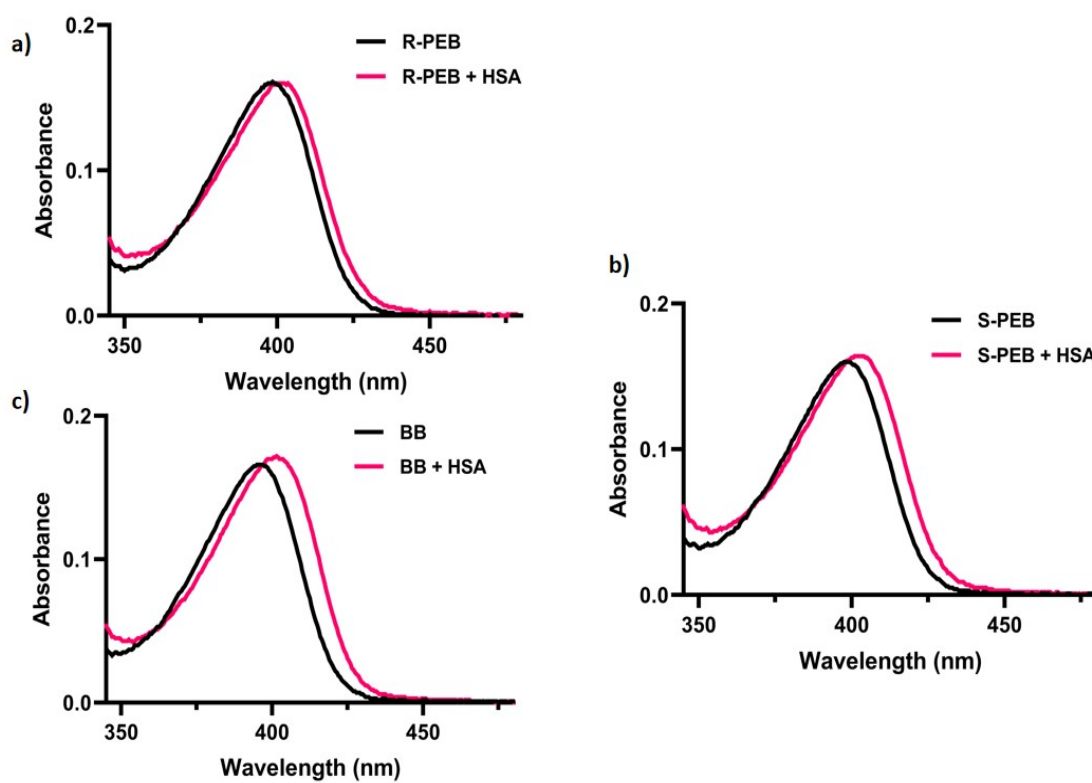 a)
R-PEB
R-PEB + HSA
0.2
0.1
0.0
Absorbance
350
400
450
Wavelength (nm)
b)
S-PEB
S-PEB + HSA
0.2
0.1
0.0
Absorbance
350
400
450
Wavelength (nm)
c)
BB
BB + HSA
0.2
0.1
0.0
Absorbance
350
400
450
Wavelength (nm)